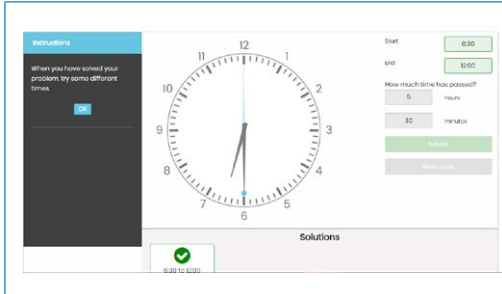 Instructions
When you have solved your
problem, try some different
times.
OK
12
1
2
3
4
5
6
7
8
9
10
11
Start
6:30
End
12:00
How much time has passed?
5 hours
30 minutes
Submit
Solutions
6:30 to 12:00